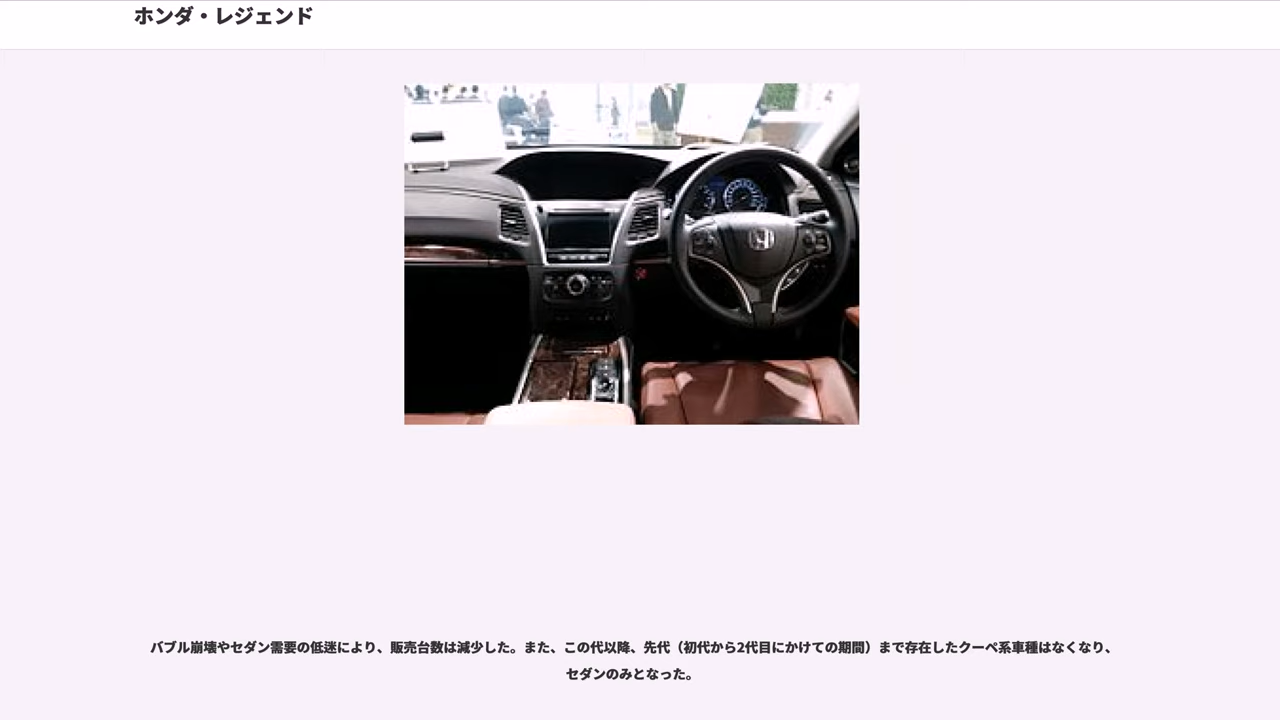 ホンダ・レジェンド
バブル崩壊やセダン需要の低迷により、販売台数は減少した。また、この代以降、先代（初代から2代目にかけての期間）まで存在したクーペ系車種はなくなり、
セダンのみとなった。